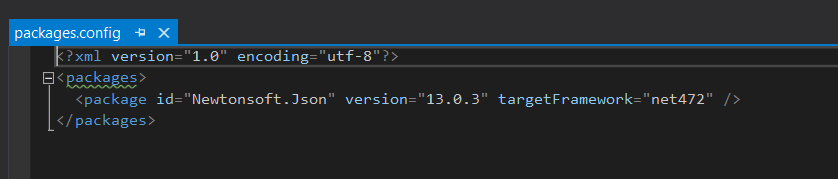 packages.config
<?xml version="1.0" encoding="utf-8"?>
<packages>
<package id="Newtonsoft.Json" version="13.0.3" targetFramework="net472" />
</packages>